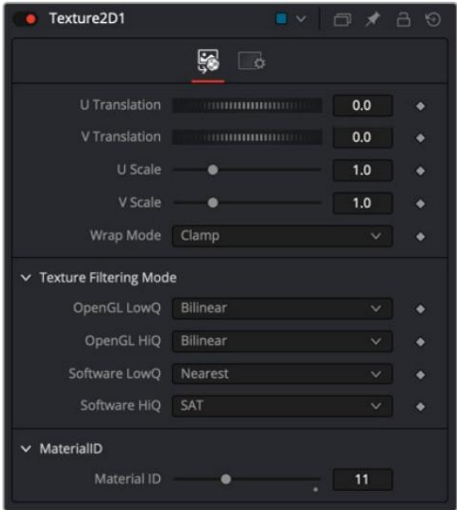 Texture2D1
U Translation 0.0
V Translation 0.0
U Scale 1.0
V Scale 1.0
Wrap Mode Clamp
Texture Filtering Mode
OpenGL LowQ Bilinear
OpenGL HiQ Bilinear
Software LowQ Nearest
Software HiQ SAT
MaterialID
Material ID 11